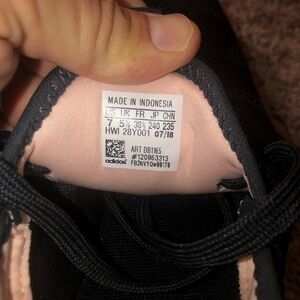 MADE IN INDONESIA
US UK FR JP CHN
7 5½ 38⅔ 240 235
HWI 28Y001 07/18
ART DB1165
#120863313
adidas